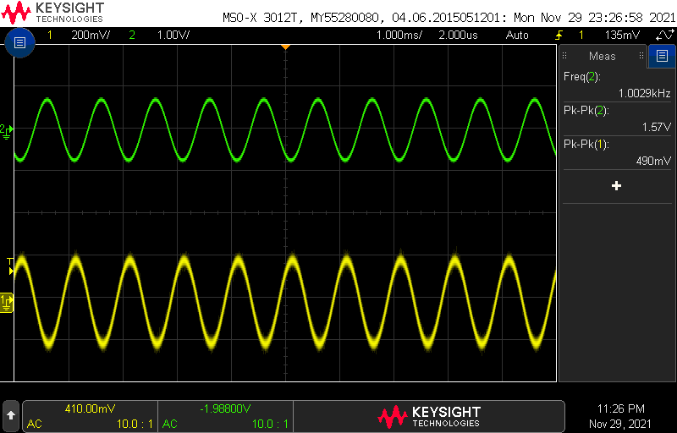 KEYSIGHT
TECHNOLOGIES
MSO-X 3012T, MY55280080, 04.06.2015051201: Mon Nov 29 23:26:58 2021
1 200mV/ 2 1.00V/ 1.000ms/ 2.000us Auto 1 135mV
Meas
Freq(2):
1.0029kHz
Pk-Pk(2):
1.57V
Pk-Pk(1):
490mV
2
T
1
410.00mV
AC 10.0 : 1
-1.98800V
AC 10.0 : 1
KEYSIGHT
TECHNOLOGIES
11:26 PM
Nov 29, 2021